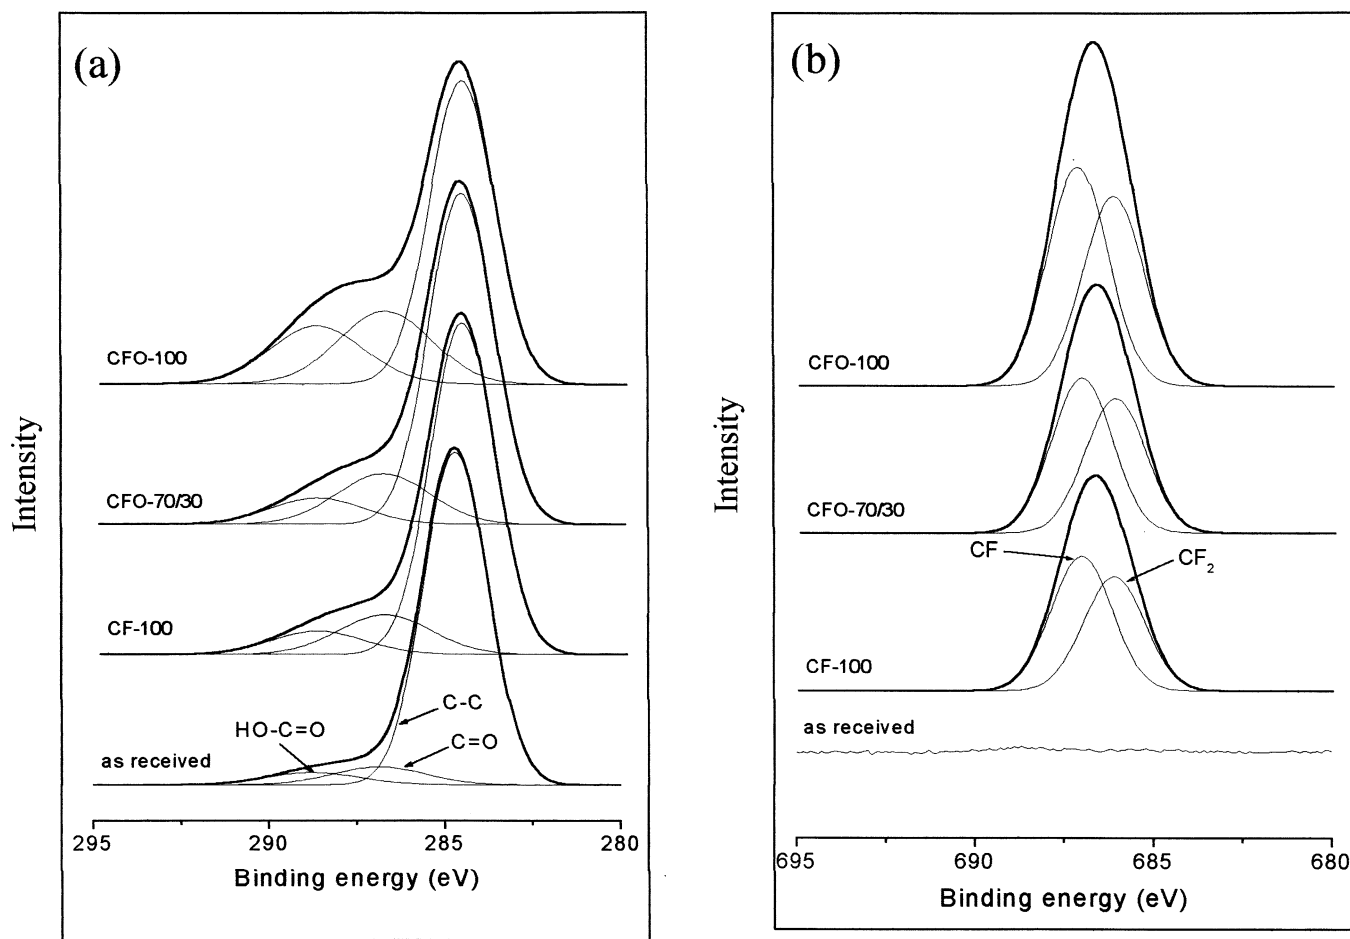 (a)
CFO-100
CFO-70/30
CF-100
C-C
HO-C=O
C=O
as received
295
290
285
280
Binding energy (eV)
Intensity
(b)
CFO-100
CFO-70/30
CF
CF2
CF-100
as received
695
690
685
680
Binding energy (eV)
Intensity